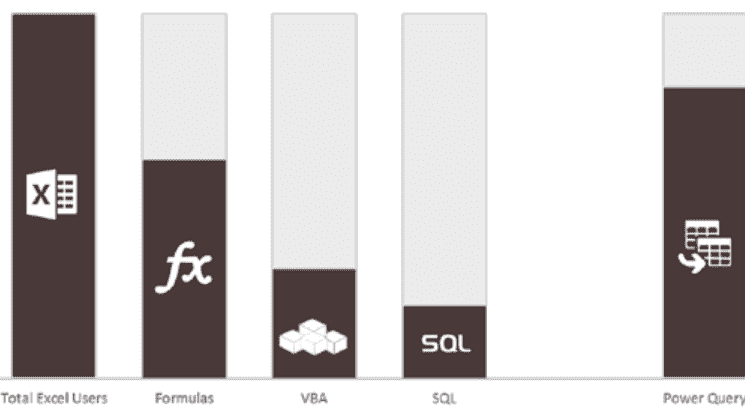 X
fx
SQL
Total Excel Users
Formulas
VBA
SQL
Power Query